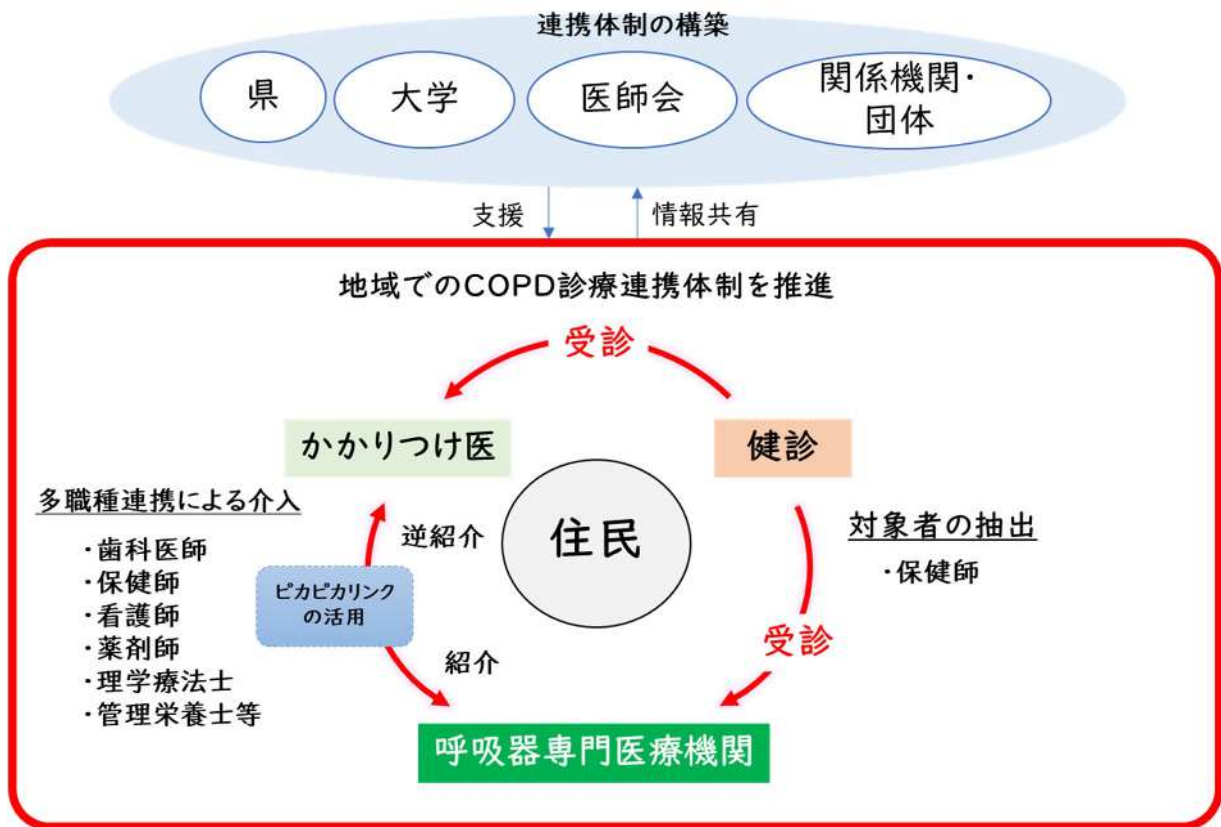 連携体制の構築
県
大学
医師会
関係機関・
団体
支援
情報共有
地域でのCOPD診療連携体制を推進
受診
かかりつけ医
健診
多職種連携による介入
・歯科医師
・保健師
・看護師
・薬剤師
・理学療法士
・管理栄養士等
逆紹介
ピカピカリンク
の活用
紹介
住民
対象者の抽出
・保健師
受診
呼吸器専門医療機関